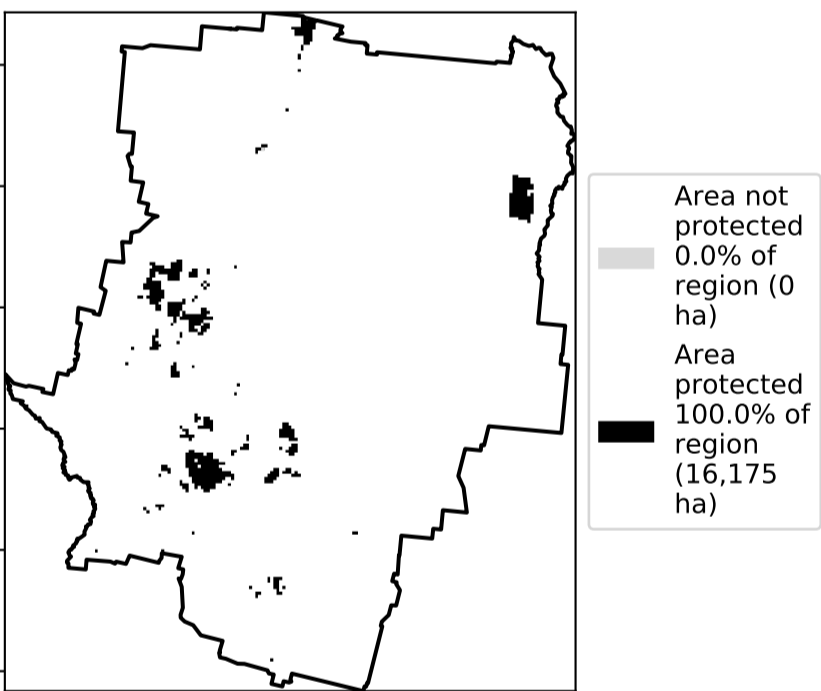 Area not
protected
0.0% of
region (0
ha)
Area
protected
100.0% of
region
(16,175
ha)